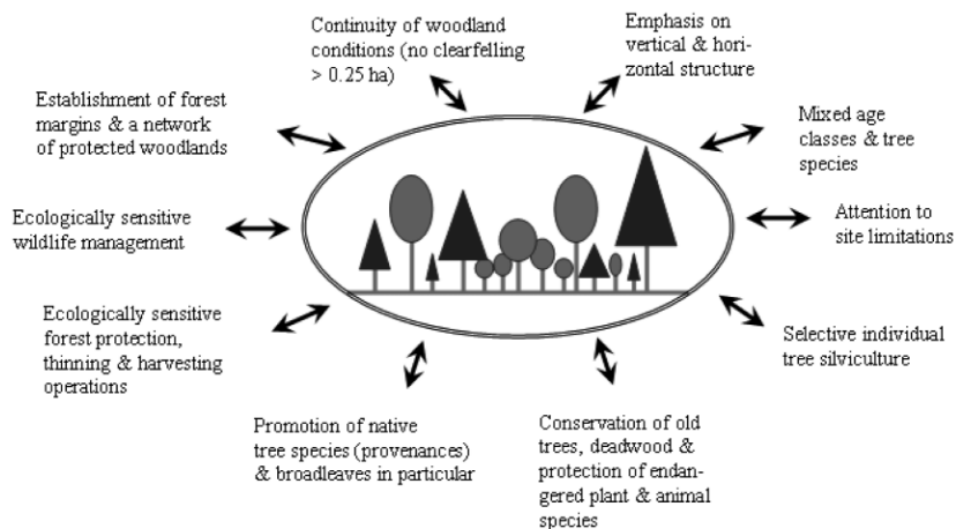 Continuity of woodland
conditions (no clearfelling
> 0.25 ha)
Emphasis on
vertical & hori-
zontal structure
Mixed age
classes & tree
species
Attention to
site limitations
Selective individual
tree silviculture
Conservation of old
trees, deadwood &
protection of endan-
gered plant & animal
species
Promotion of native
tree species (provenances)
& broadleaves in particular
Ecologically sensitive
forest protection,
thinning & harvesting
operations
Ecologically sensitive
wildlife management
Establishment of forest
margins & a network
of protected woodlands